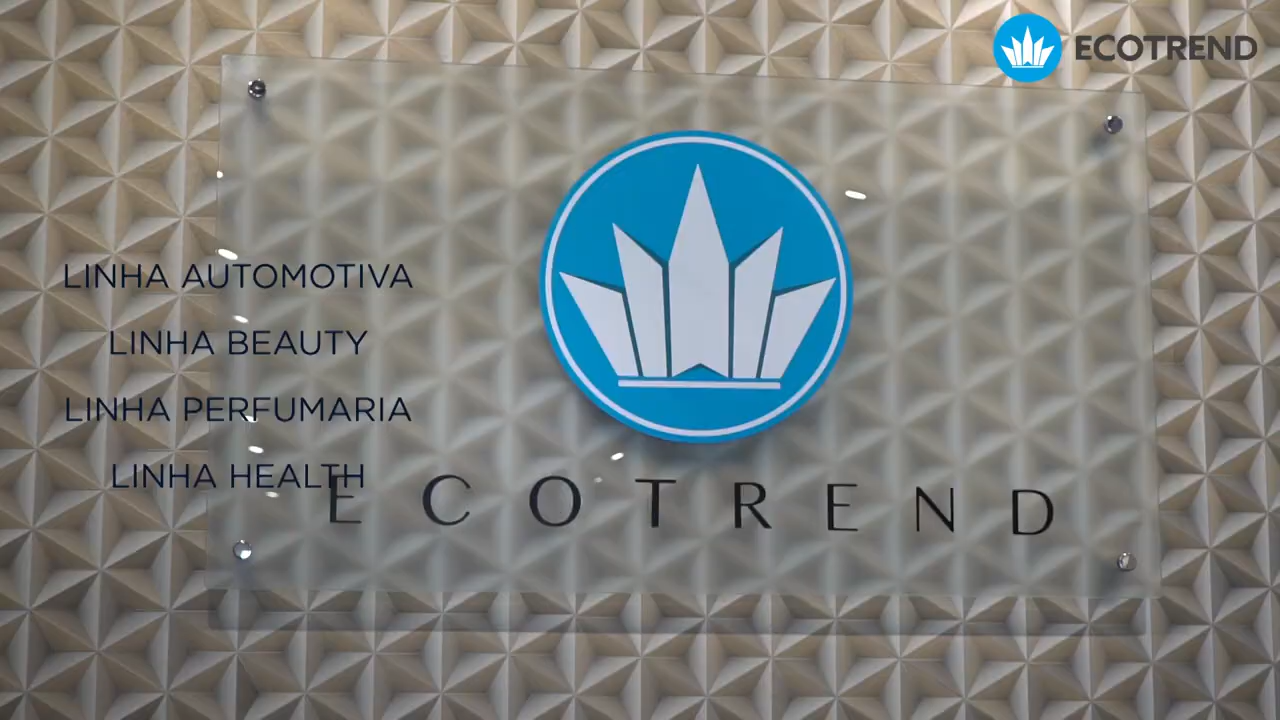 ECOTREND
LINHA AUTOMOTIVA
LINHA BEAUTY
LINHA PERFUMARIA
LINHA HEALTH
ECOTREND